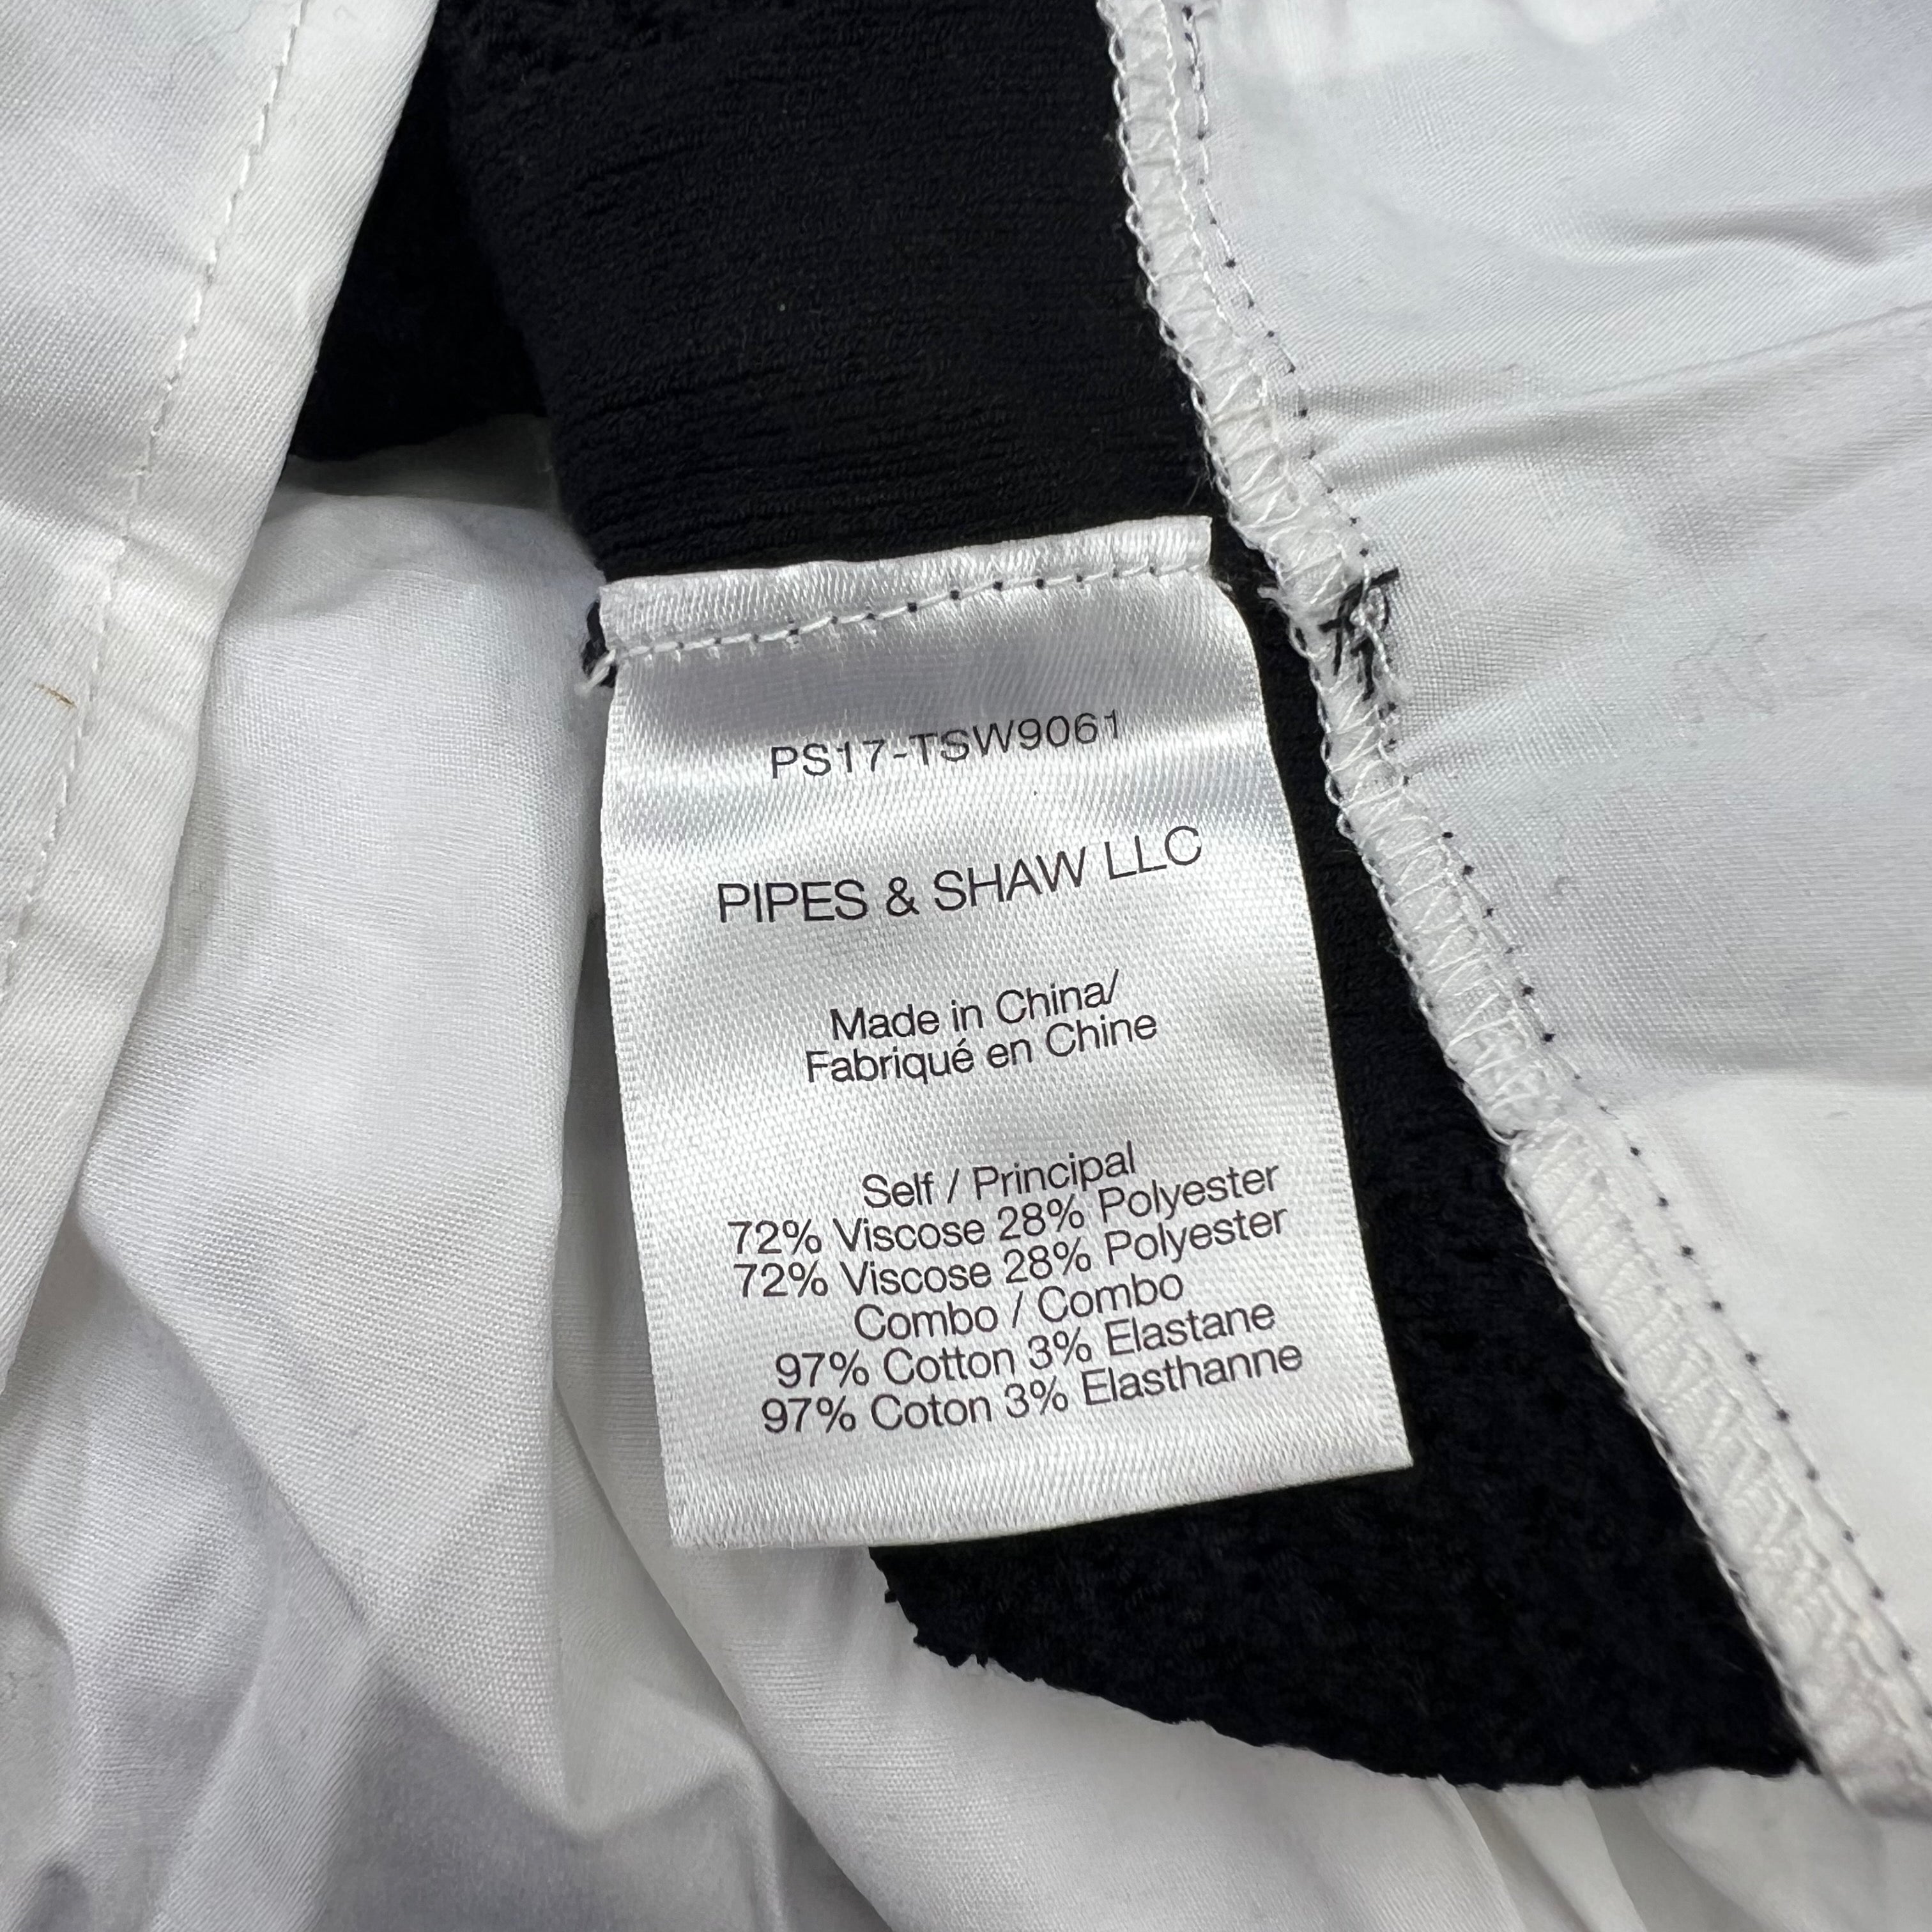 PS17-TSW9061
PIPES & SHAW LLC
Made in China/
Fabriqué en Chine
Self / Principal
72% Viscose 28% Polyester
72% Viscose 28% Polyester
Combo / Combo
97% Cotton 3% Elastane
97% Coton 3% Elasthanne